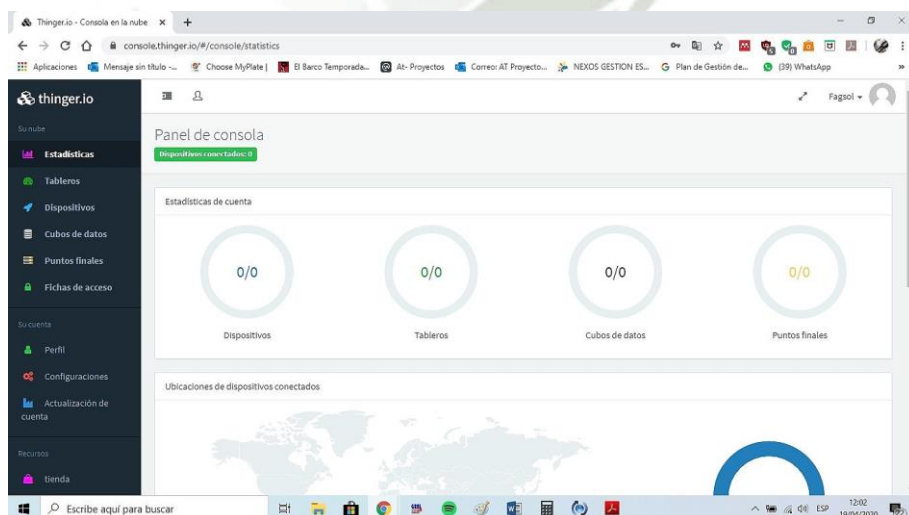 Thinger.io - Consola en la nube
console.thinger.io/#/console/statistics
Aplicaciones Mensaje sin título -... Choose MyPlate | El Barco Temporada... At- Proyectos Correo: AT Proyecto... NEXOS GESTION ES... Plan de Gestión de... (39) WhatsApp
thinger.io
Fagsol
Su nube
Estadísticas
Tableros
Dispositivos
Cubos de datos
Puntos finales
Fichas de acceso
Su cuenta
Perfil
Configuraciones
Actualización de
cuenta
Recursos
tienda
Panel de consola
Dispositivos conectados: 0
Estadísticas de cuenta
0/0 0/0 0/0 0/0
Dispositivos Tableros Cubos de datos Puntos finales
Ubicaciones de dispositivos conectados
Escribe aquí para buscar
ESP
12:02
19/04/2020